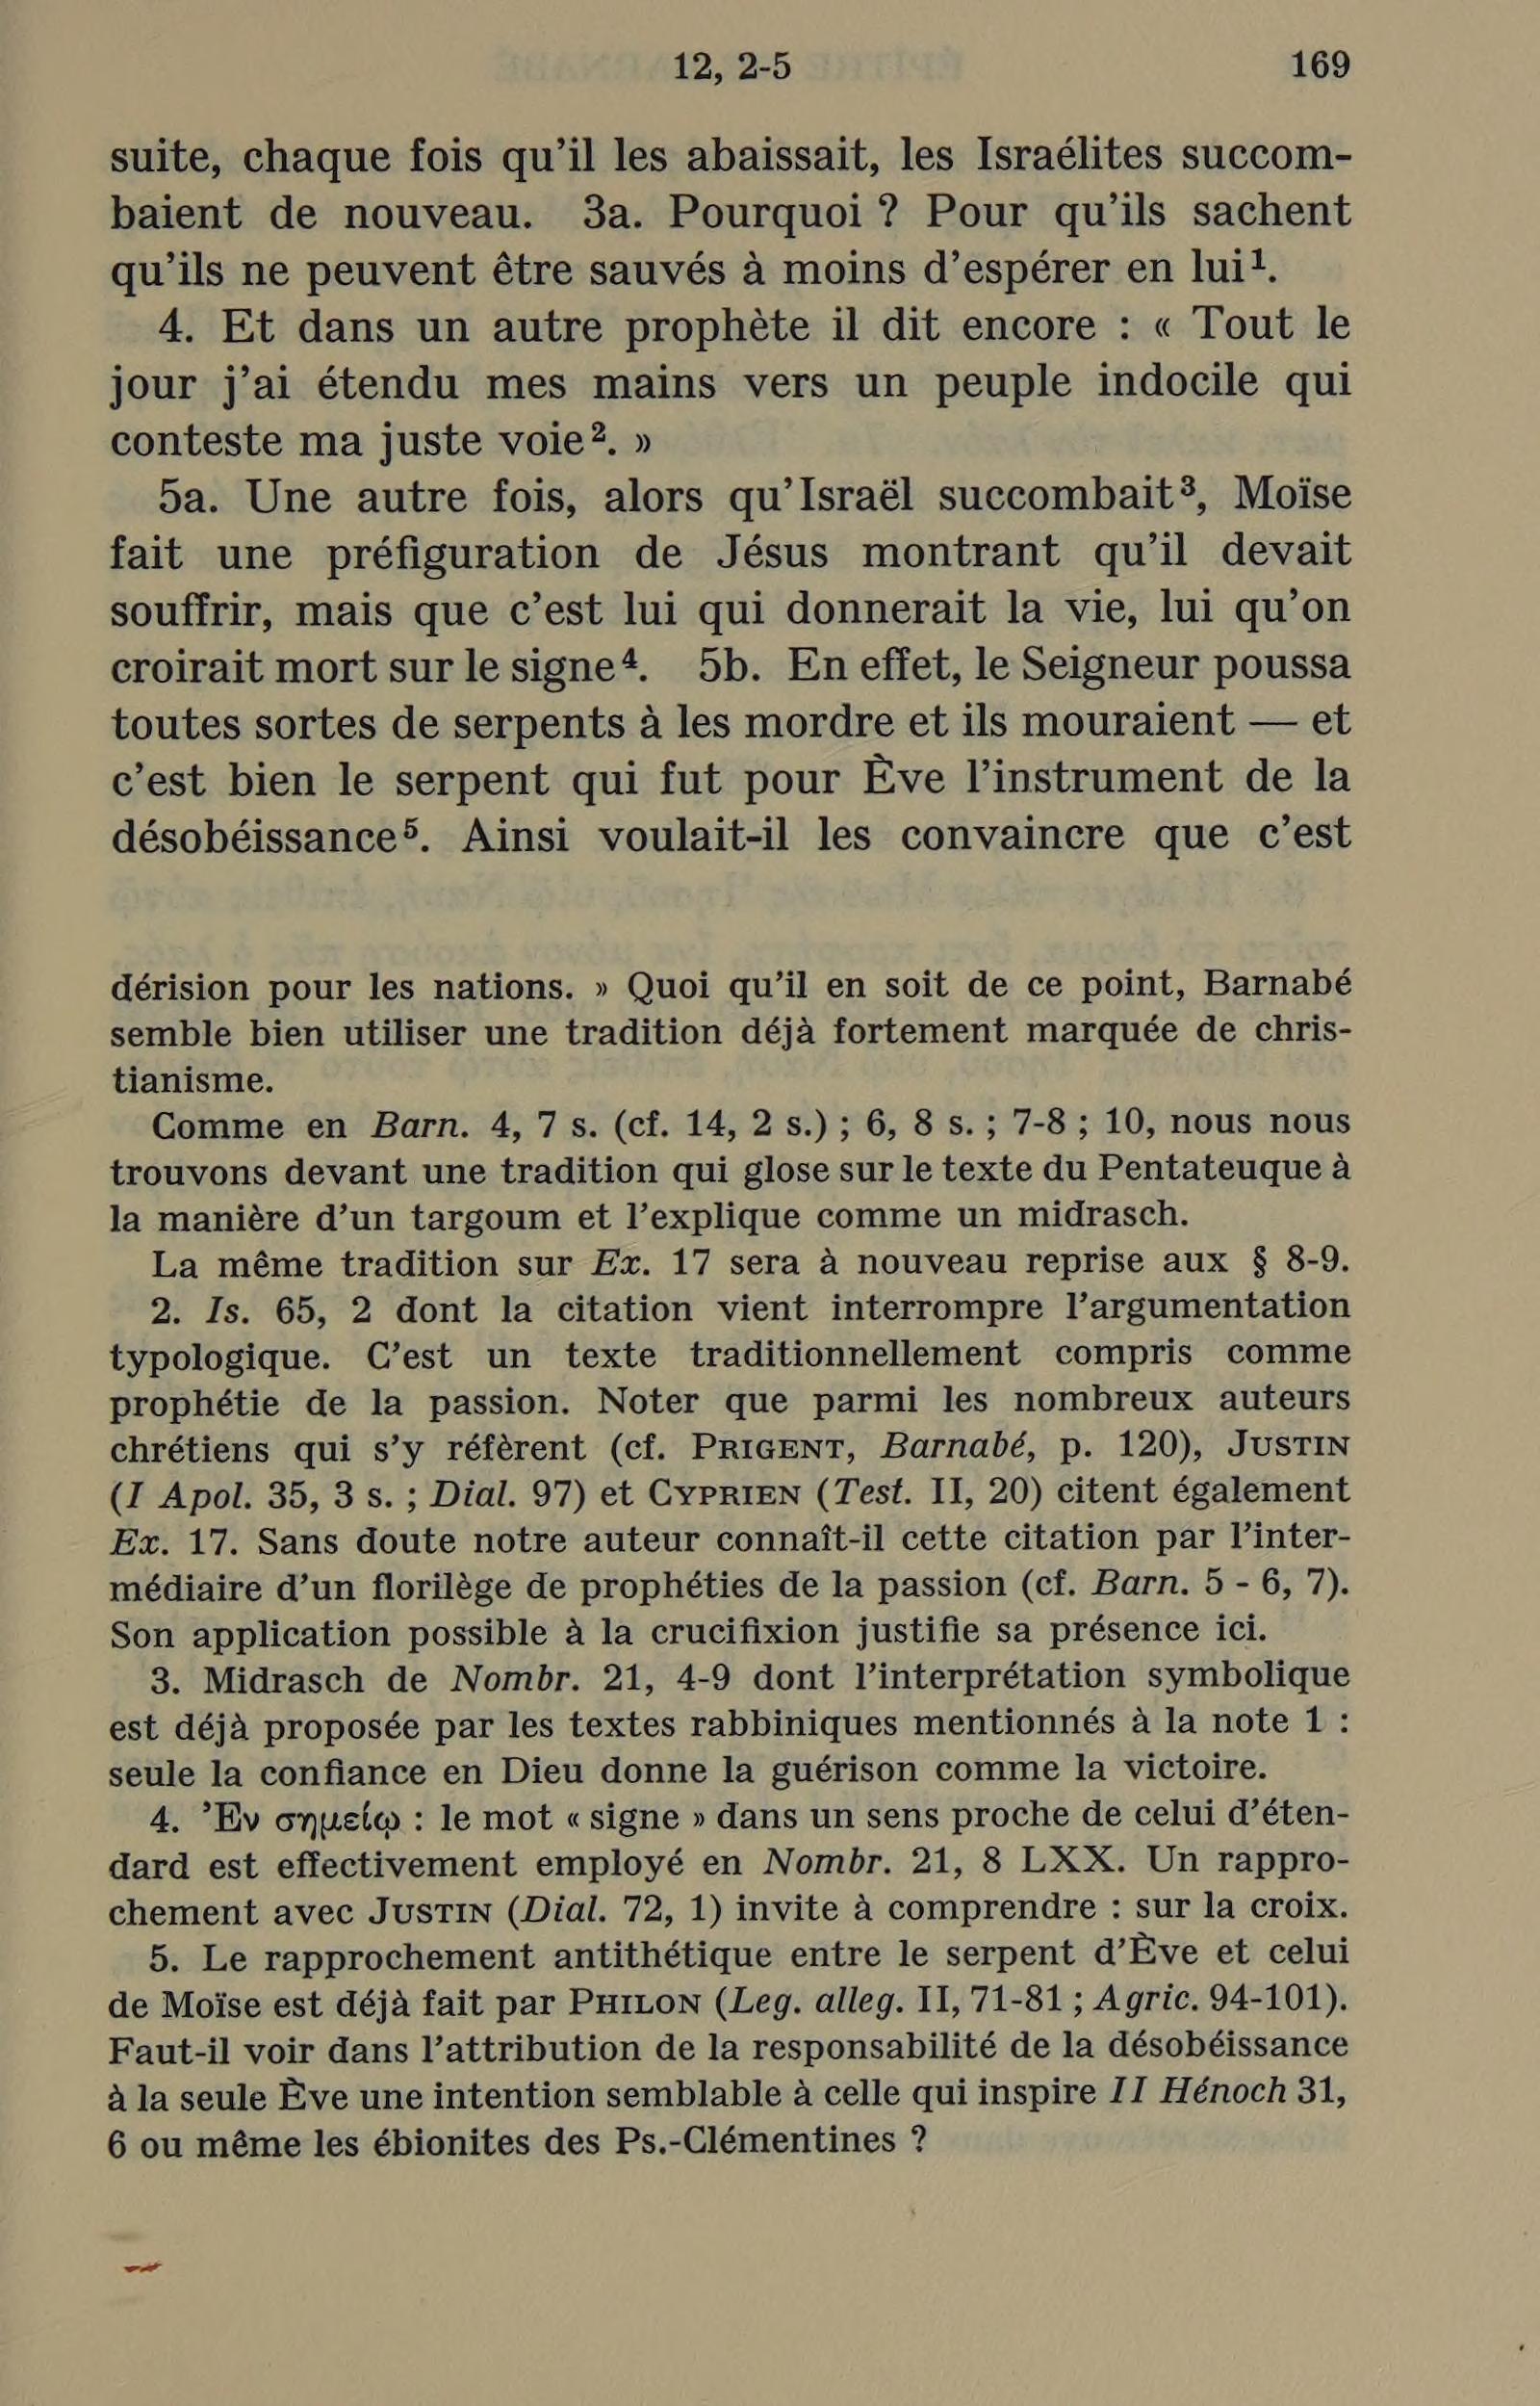 12, 2-5 169
suite, chaque fois qu'il les abaissait, les Israélites succom-
baient de nouveau. 3a. Pourquoi ? Pour qu'ils sachent
qu'ils ne peuvent être sauvés à moins d'espérer en lui¹.
4. Et dans un autre prophète il dit encore : « Tout le
jour j'ai étendu mes mains vers un peuple indocile qui
conteste ma juste voie². »
5a. Une autre fois, alors qu'Israël succombait³, Moïse
fait une préfiguration de Jésus montrant qu'il devait
souffrir, mais que c'est lui qui donnerait la vie, lui qu'on
croirait mort sur le signe⁴. 5b. En effet, le Seigneur poussa
toutes sortes de serpents à les mordre et ils mouraient — et
c'est bien le serpent qui fut pour Ève l'instrument de la
désobéissance⁵. Ainsi voulait-il les convaincre que c'est
dérision pour les nations. » Quoi qu'il en soit de ce point, Barnabé
semble bien utiliser une tradition déjà fortement marquée de chris-
tianisme.
Comme en Barn. 4, 7 s. (cf. 14, 2 s.) ; 6, 8 s. ; 7-8 ; 10, nous nous
trouvons devant une tradition qui glose sur le texte du Pentateuque à
la manière d'un targoum et l'explique comme un midrasch.
La même tradition sur Ex. 17 sera à nouveau reprise aux § 8-9.
2. Is. 65, 2 dont la citation vient interrompre l'argumentation
typologique. C'est un texte traditionnellement compris comme
prophétie de la passion. Noter que parmi les nombreux auteurs
chrétiens qui s'y réfèrent (cf. PRIGENT, Barnabé, p. 120), JUSTIN
(I Apol. 35, 3 s. ; Dial. 97) et CYPRIEN (Test. II, 20) citent également
Ex. 17. Sans doute notre auteur connaît-il cette citation par l'inter-
médiaire d'un florilège de prophéties de la passion (cf. Barn. 5 - 6, 7).
Son application possible à la crucifixion justifie sa présence ici.
3. Midrasch de Nombr. 21, 4-9 dont l'interprétation symbolique
est déjà proposée par les textes rabbiniques mentionnés à la note 1 :
seule la confiance en Dieu donne la guérison comme la victoire.
4. Ἐν σημείῳ : le mot « signe » dans un sens proche de celui d'éten-
dard est effectivement employé en Nombr. 21, 8 LXX. Un rappro-
chement avec JUSTIN (Dial. 72, 1) invite à comprendre : sur la croix.
5. Le rapprochement antithétique entre le serpent d'Ève et celui
de Moïse est déjà fait par PHILON (Leg. alleg. II, 71-81 ; Agric. 94-101).
Faut-il voir dans l'attribution de la responsabilité de la désobéissance
à la seule Ève une intention semblable à celle qui inspire II Hénoch 31,
6 ou même les ébionites des Ps.-Clémentines ?